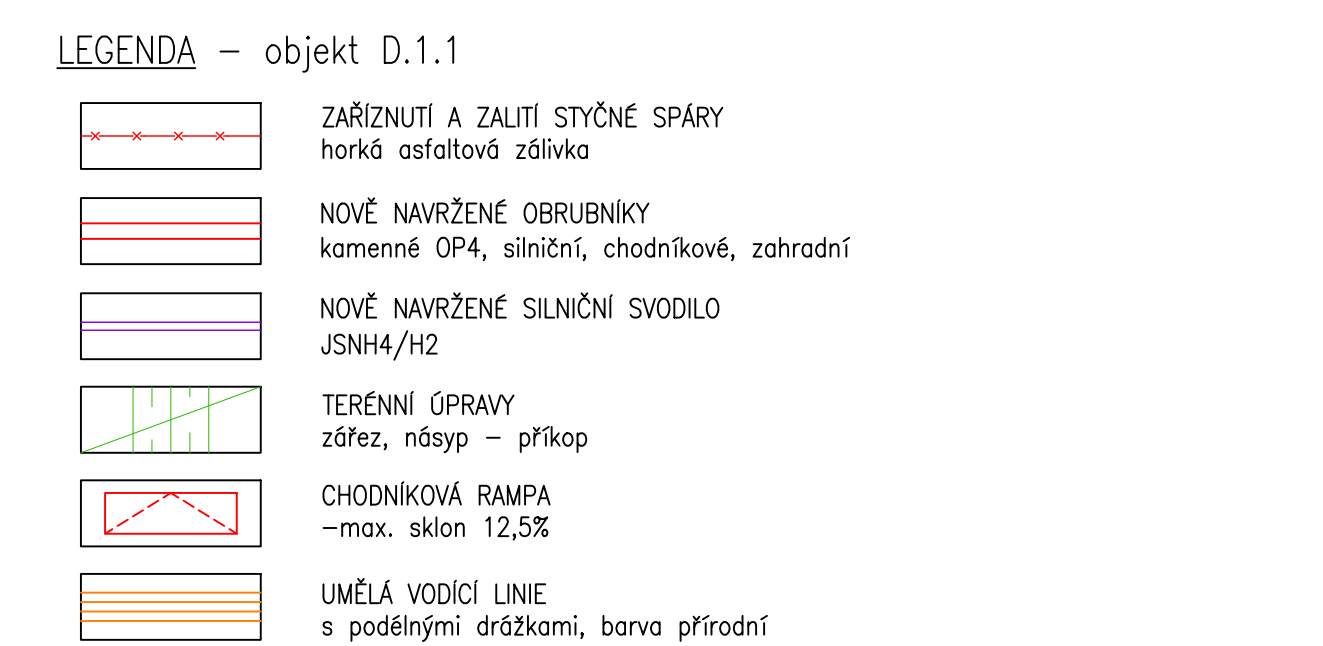 LEGENDA – objekt D.1.1
ZAŘÍZNUTÍ A ZALITÍ STYČNÉ SPÁRY
horká asfaltová zálivka
NOVĚ NAVRŽENÉ OBRUBNÍKY
kamenné OP4, silniční, chodníkové, zahradní
NOVĚ NAVRŽENÉ SILNIČNÍ SVODILO
JSNH4/H2
TERÉNNÍ ÚPRAVY
zářez, násyp – příkop
CHODNÍKOVÁ RAMPA
–max. sklon 12,5%
UMĚLÁ VODÍCÍ LINIE
s podélnými drážkami, barva přírodní